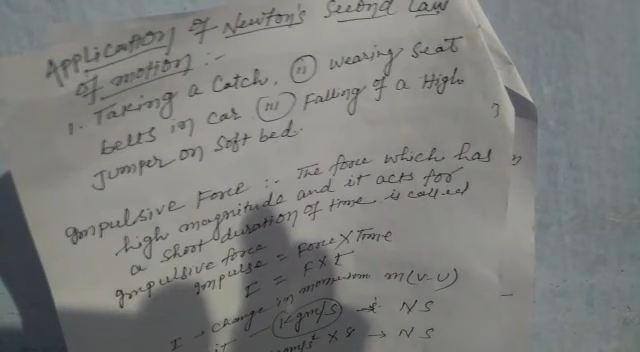 Application of Newton's Second Law
of motion :-
1. Taking a Catch. (ii) Wearing Seat
belts in car (iii) Falling of a High
Jumper on Soft bed.
Impulsive Force :- The force which has
high magnitude and it acts for
a short duration of time is called
Impulsive force
Impulse = Force X Time
I = F X t
I → change in momentum m(v-u)
kgm/s → NS
X s → NS